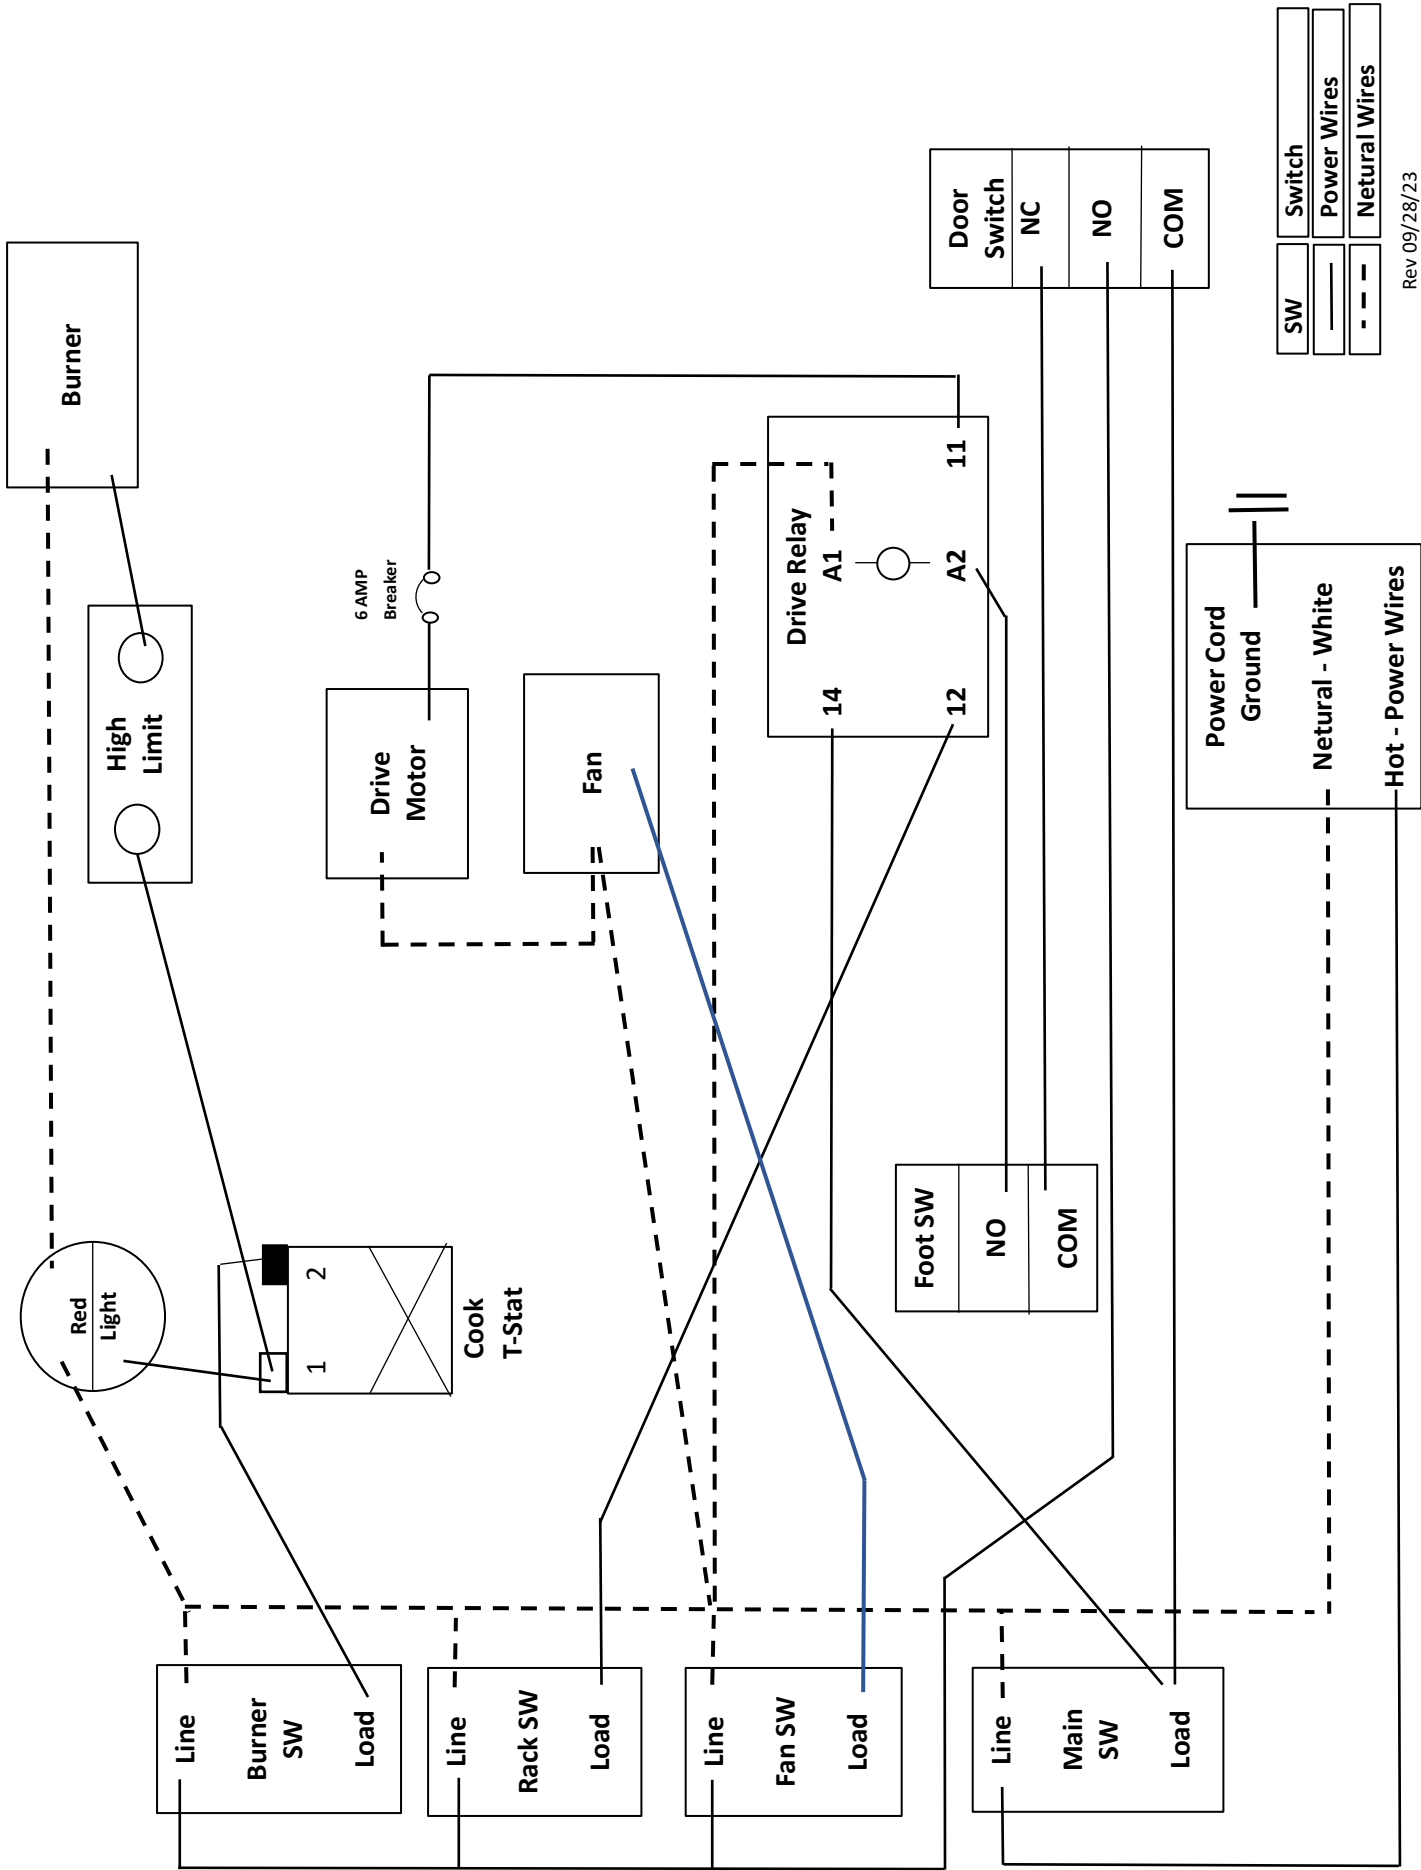 Burner
High
Limit
Red
Light
6 AMP
Breaker
Drive
Motor
Fan
1
2
Cook
T-Stat
Drive Relay
14
A1
12
A2
11
Door
Switch
NC
NO
COM
Foot SW
NO
COM
Power Cord
Ground
Netural - White
Hot - Power Wires
Line
Burner
SW
Load
Line
Rack SW
Load
Line
Fan SW
Load
Line
Main
SW
Load
SW
Switch
Power Wires
Netural Wires
Rev 09/28/23